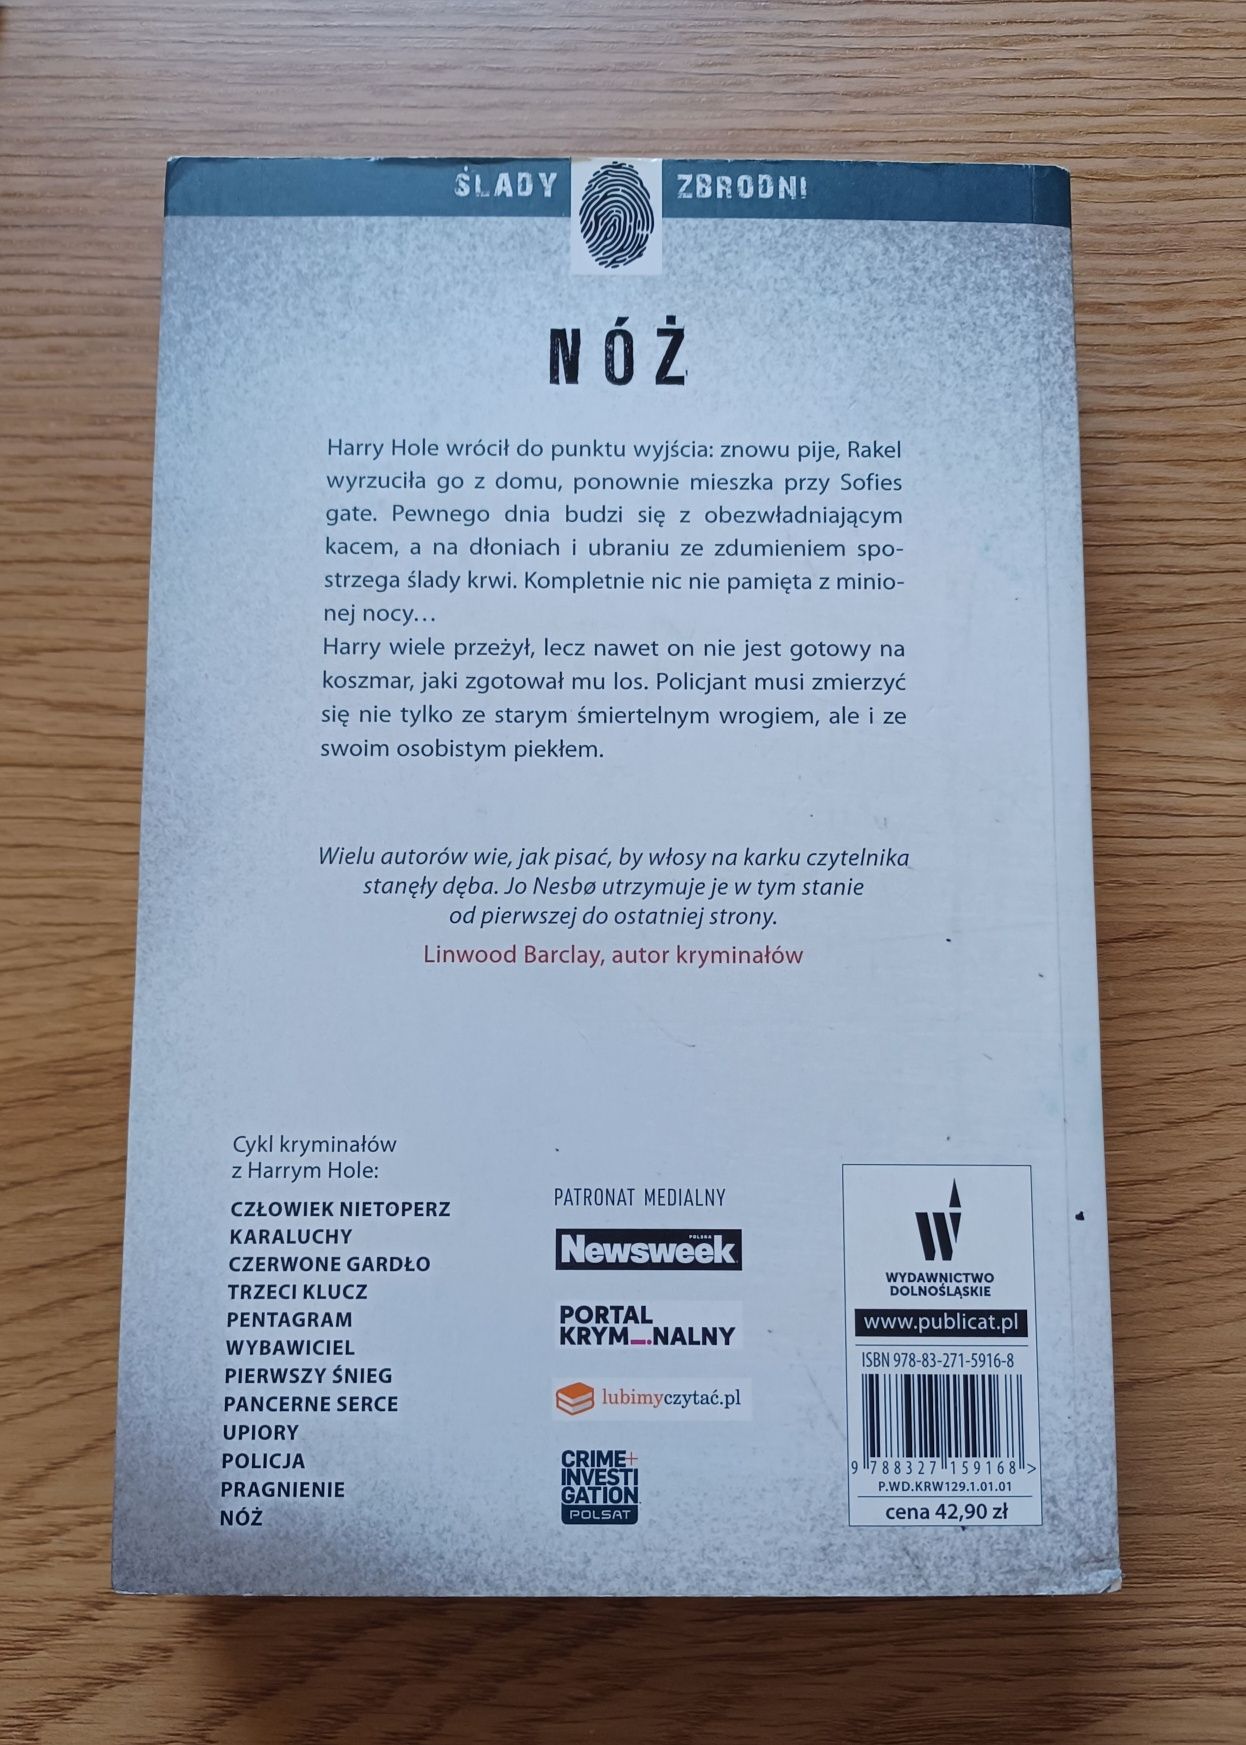 ŚLADY ZBRODNI
NÓŻ
Harry Hole wrócił do punktu wyjścia: znowu pije, Rakel
wyrzuciła go z domu, ponownie mieszka przy Sofies
gate. Pewnego dnia budzi się z obezwładniającym
kacem, a na dłoniach i ubraniu ze zdumieniem spo-
strzega ślady krwi. Kompletnie nic nie pamięta z minio-
nej nocy...
Harry wiele przeżył, lecz nawet on nie jest gotowy na
koszmar, jaki zgotował mu los. Policjant musi zmierzyć
się nie tylko ze starym śmiertelnym wrogiem, ale i ze
swoim osobistym piekłem.
Wielu autorów wie, jak pisać, by włosy na karku czytelnika
stanęły dęba. Jo Nesbø utrzymuje je w tym stanie
od pierwszej do ostatniej strony.
Linwood Barclay, autor kryminałów
Cykl kryminałów
z Harrym Hole:
CZŁOWIEK NIETOPERZ
KARALUCHY
CZERWONE GARDŁO
TRZECI KLUCZ
PENTAGRAM
WYBAWICIEL
PIERWSZY ŚNIEG
PANCERNE SERCE
UPIORY
POLICJA
PRAGNIENIE
NÓŻ
PATRONAT MEDIALNY
POLSKA
Newsweek
PORTAL
KRYM_.NALNY
lubimyczytać.pl
CRIME+
INVESTI
GATION
POLSAT
WYDAWNICTWO
DOLNOŚLĄSKIE
www.publicat.pl
ISBN 978-83-271-5916-8
9 788327 159168 >
P.WD.KRW129.1.01.01
cena 42,90 zł